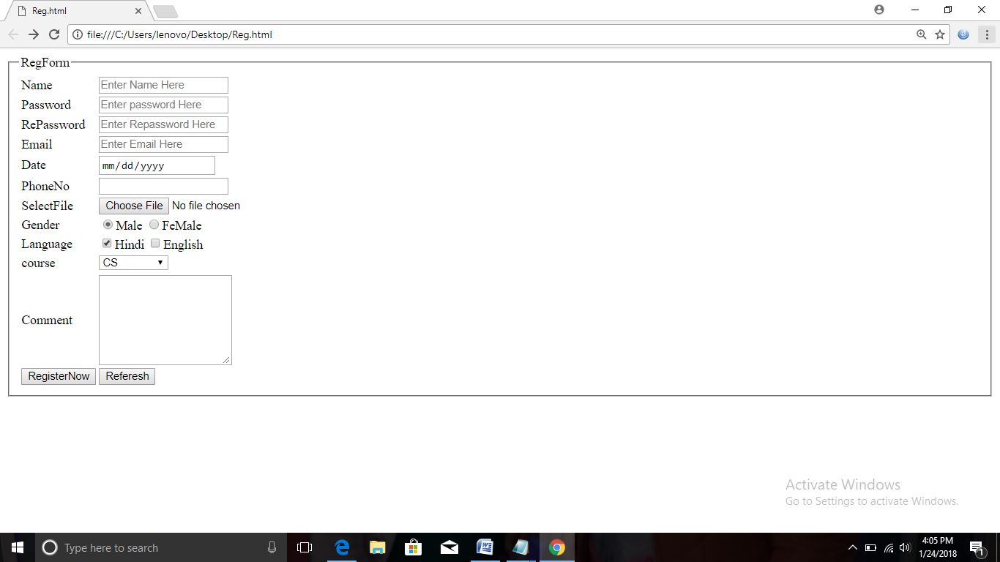 Reg.html
file:///C:/Users/lenovo/Desktop/Reg.html
RegForm
Name Enter Name Here
Password Enter password Here
RePassword Enter Repassword Here
Email Enter Email Here
Date mm/dd/yyyy
PhoneNo
SelectFile Choose File No file chosen
Gender Male FeMale
Language Hindi English
course CS
Comment
RegisterNow Referesh
Activate Windows
Go to Settings to activate Windows.
Type here to search
4:05 PM
1/24/2018
1